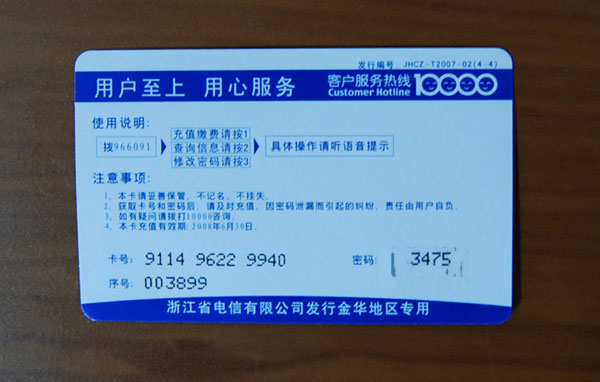 发行编号: JHCZ-T2007-02(4-4)
用户至上 用心服务
客户服务热线 10000
Customer Hotline
使用说明:
拨966091
充值缴费请按1
查询信息请按2
修改密码请按3
具体操作请听语音提示
注意事项:
1、本卡请妥善保管，不记名，不挂失。
2、获取卡号和密码后，请及时充值，因密码泄漏而引起的纠纷，责任由用户自负。
3、如有疑问请拨打10000咨询。
4、本卡充值有效期:2008年6月30日。
卡号: 9114 9622 9940
密码: 3475
序号: 003899
浙江省电信有限公司发行金华地区专用